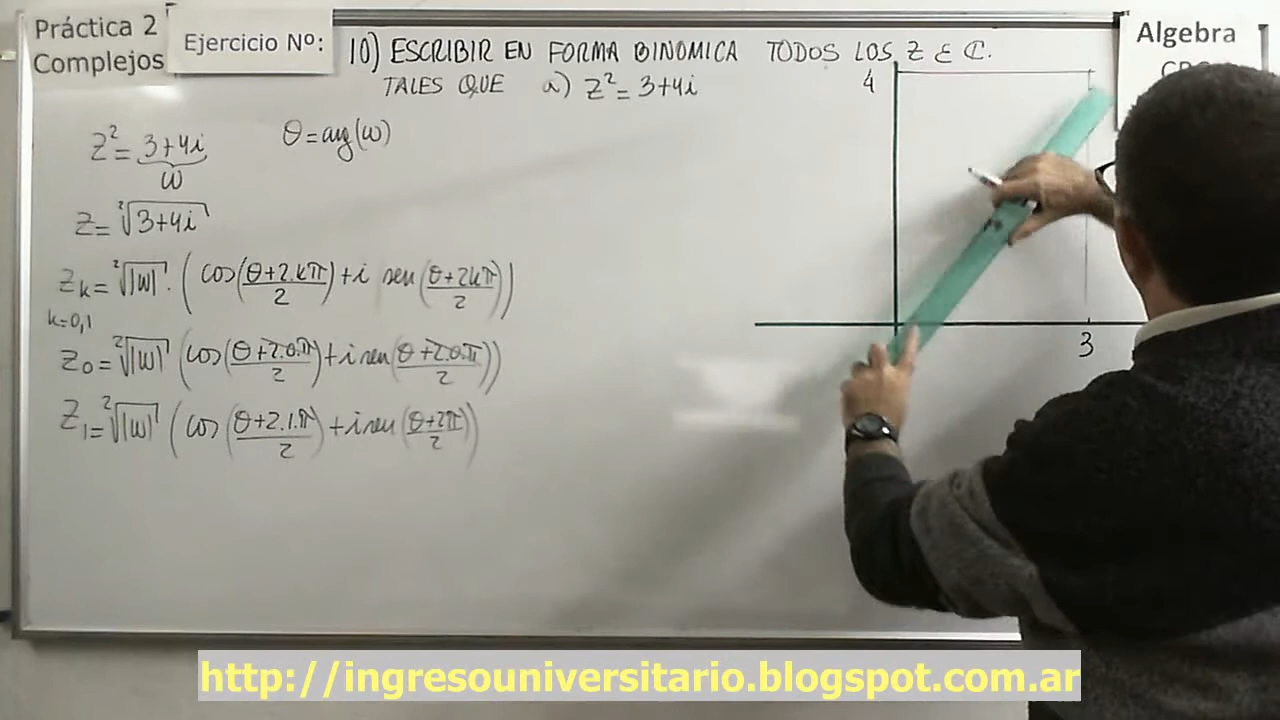 Práctica 2
Complejos
Ejercicio Nº:
10) ESCRIBIR EN FORMA BINOMICA TODOS LOS Z ε ℂ.
TALES QUE a) Z² = 3+4i
Algebra
Z² = 3+4i
w
θ = arg(w)
Z = ²√(3+4i)
Z_k = ²√|w| · (cos((θ+2.kπ)/2) + i sen((θ+2kπ)/2))
k=0,1
Z_0 = ²√|w| (cos((θ+2.0.π)/2) + i sen((θ+2.0.π)/2))
Z_1 = ²√|w| (cos((θ+2.1.π)/2) + i sen((θ+2π)/2))
4
3
http://ingresouniversitario.blogspot.com.ar